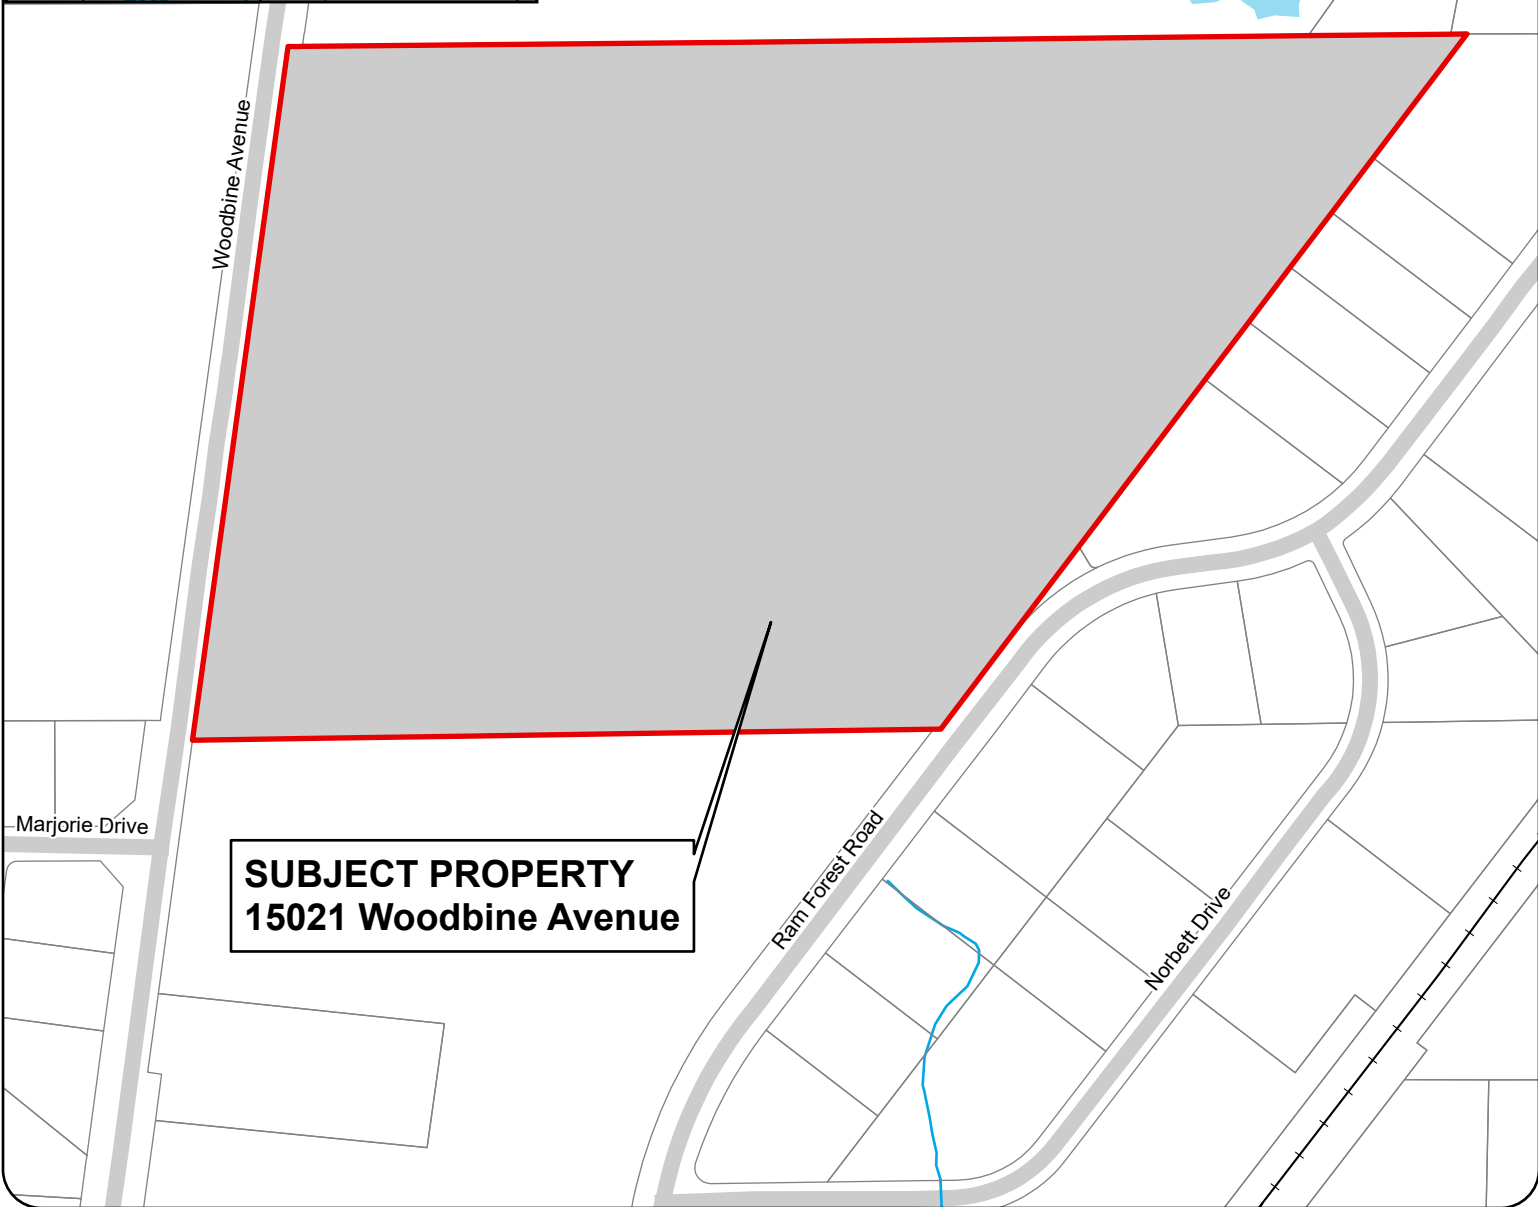 Woodbine Avenue
Marjorie Drive
SUBJECT PROPERTY
15021 Woodbine Avenue
Ram Forest Road
Norbett Drive